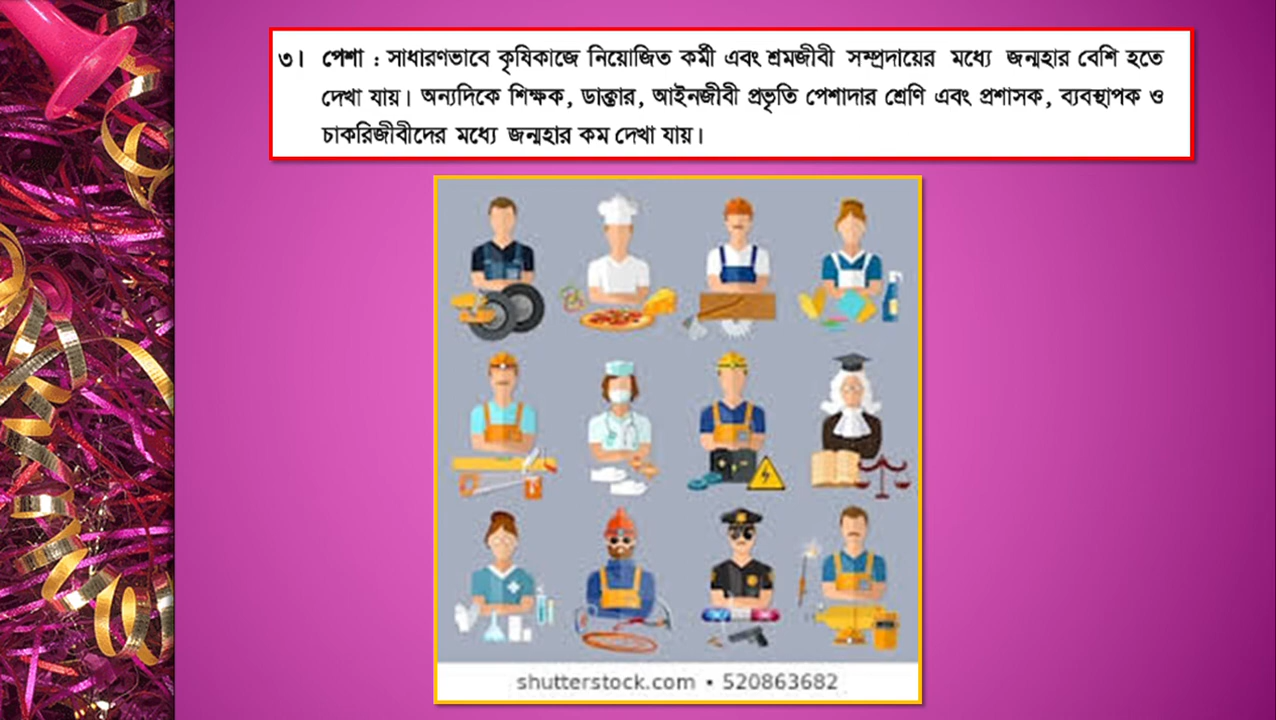 ৩। পেশা : সাধারণভাবে কৃষিকাজে নিয়োজিত কর্মী এবং শ্রমজীবী সম্প্রদায়ের মধ্যে জন্মহার বেশি হতে
দেখা যায়। অন্যদিকে শিক্ষক, ডাক্তার, আইনজীবী প্রভৃতি পেশাদার শ্রেণি এবং প্রশাসক, ব্যবস্থাপক ও
চাকরিজীবীদের মধ্যে জন্মহার কম দেখা যায়।
shutterstock.com • 520863682